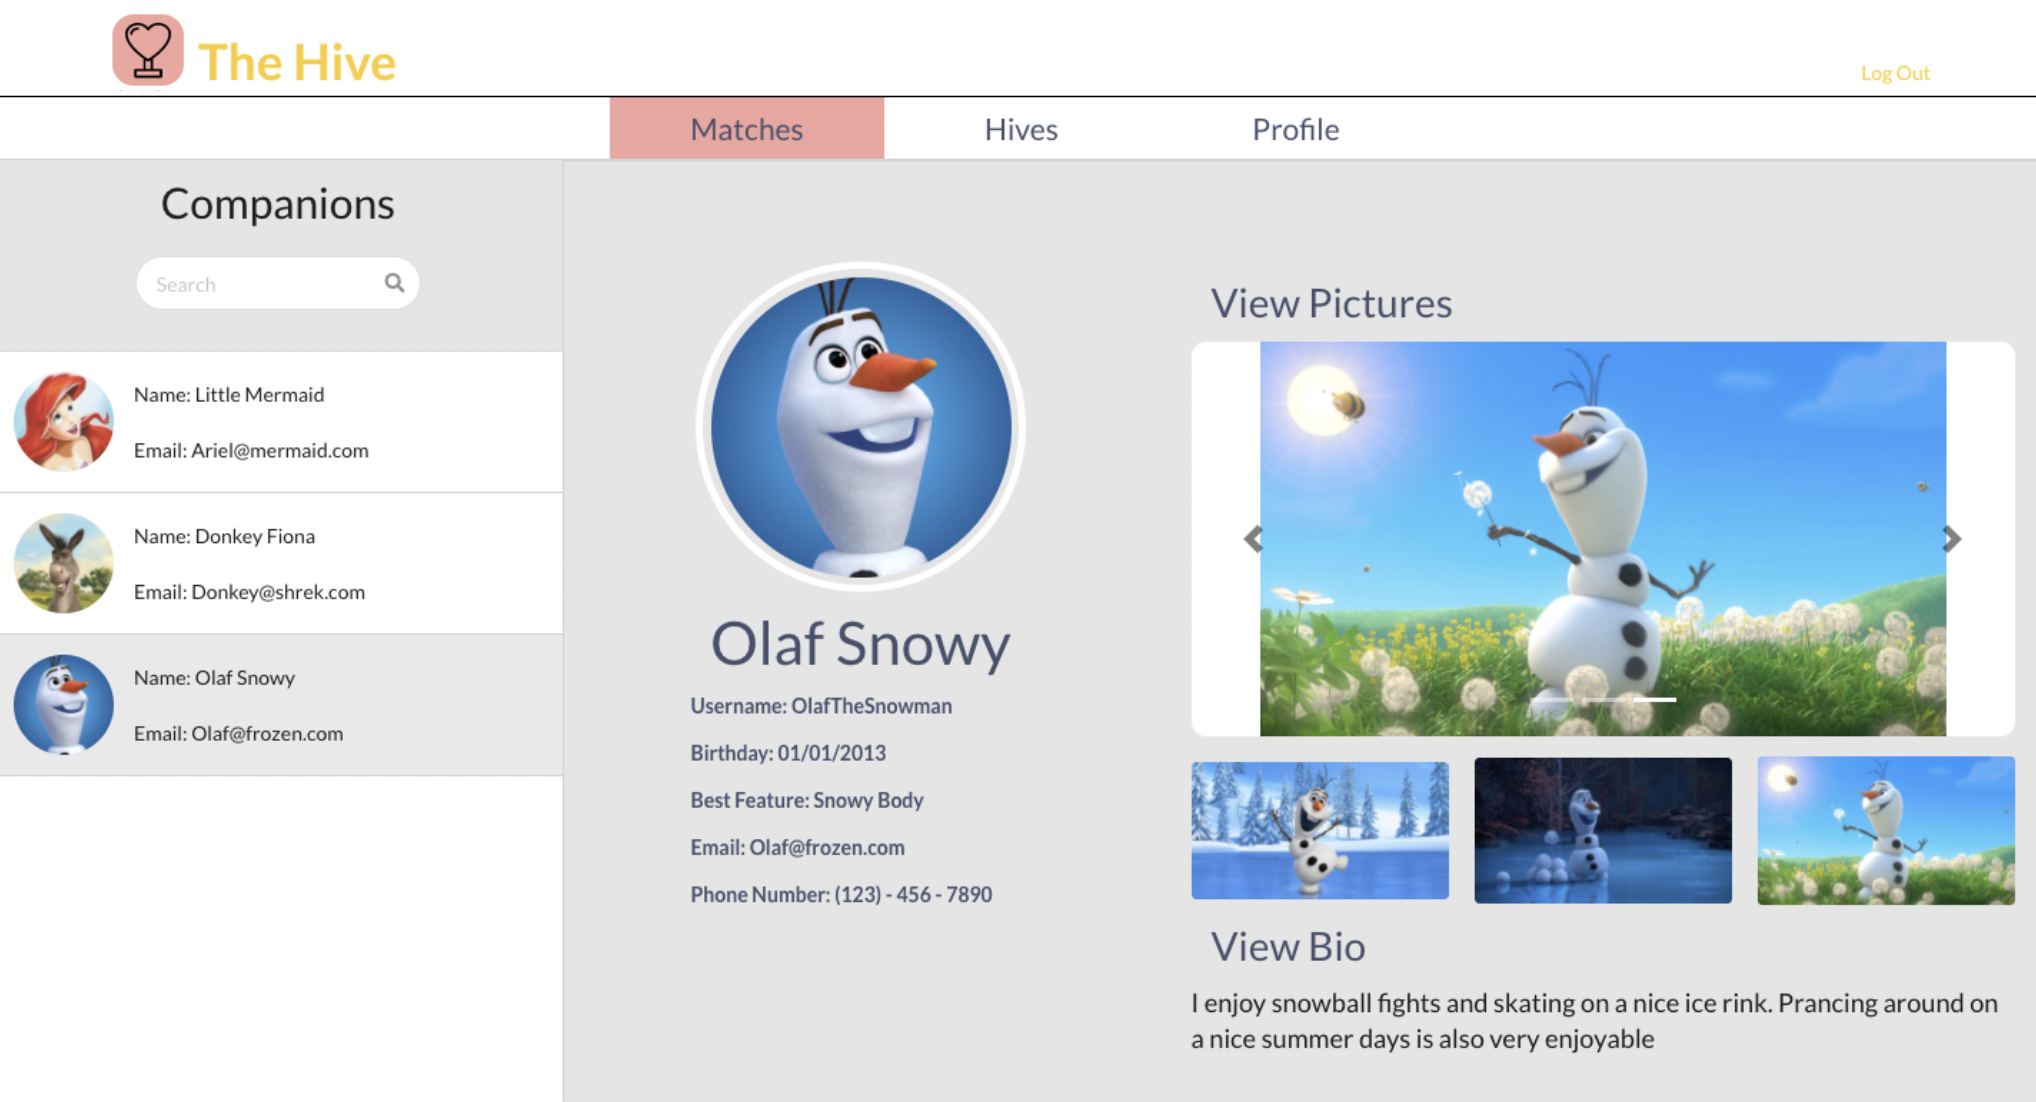 The Hive
Log Out
Matches
Hives
Profile
Companions
Search
Name: Little Mermaid
Email: Ariel@mermaid.com
Name: Donkey Fiona
Email: Donkey@shrek.com
Name: Olaf Snowy
Email: Olaf@frozen.com
Olaf Snowy
Username: OlafTheSnowman
Birthday: 01/01/2013
Best Feature: Snowy Body
Email: Olaf@frozen.com
Phone Number: (123) - 456 - 7890
View Pictures
View Bio
I enjoy snowball fights and skating on a nice ice rink. Prancing around on
a nice summer days is also very enjoyable